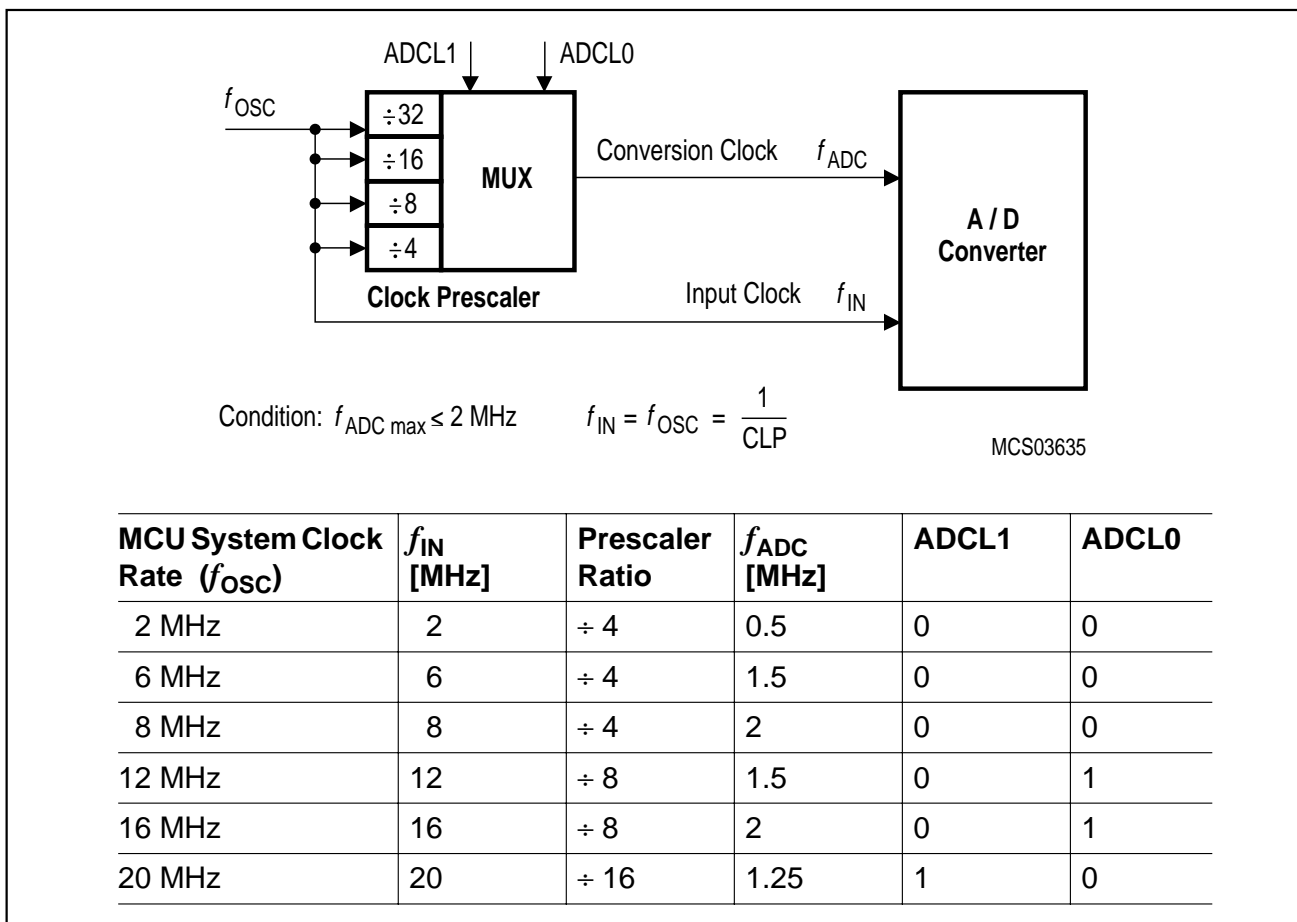 ADCL1 ADCL0
fOSC
÷32
÷16
÷8
÷4
MUX
Conversion Clock fADC
A / D
Converter
Clock Prescaler
Input Clock fIN
Condition: fADC max ≤ 2 MHz fIN = fOSC = 1
CLP
MCS03635
MCU System Clock Rate (fOSC) fIN [MHz] Prescaler Ratio fADC [MHz] ADCL1 ADCL0
2 MHz 2 ÷ 4 0.5 0 0
6 MHz 6 ÷ 4 1.5 0 0
8 MHz 8 ÷ 4 2 0 0
12 MHz 12 ÷ 8 1.5 0 1
16 MHz 16 ÷ 8 2 0 1
20 MHz 20 ÷ 16 1.25 1 0